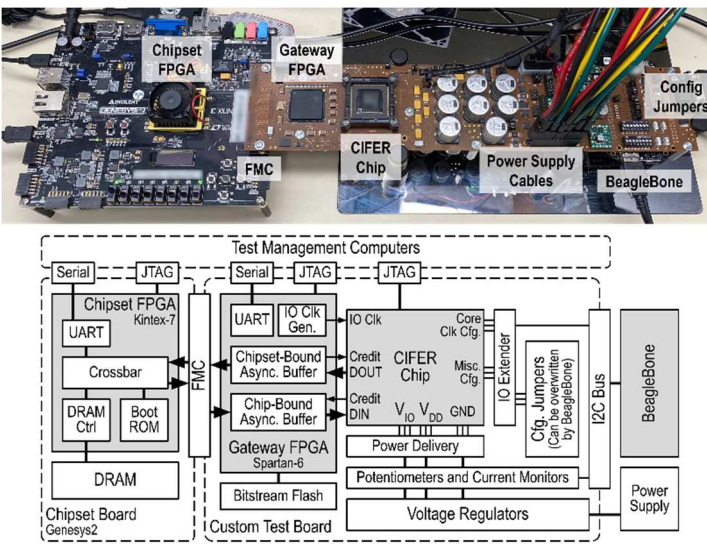 Chipset
FPGA
Gateway
FPGA
Config
Jumpers
FMC
CIFER
Chip
Power Supply
Cables
BeagleBone
Test Management Computers
Serial
JTAG
Serial
JTAG
JTAG
Chipset FPGA
Kintex-7
UART
Crossbar
DRAM
Ctrl
Boot
ROM
DRAM
Chipset Board
Genesys2
FMC
UART
IO Clk
Gen.
Chipset-Bound
Async. Buffer
Chip-Bound
Async. Buffer
Gateway FPGA
Spartan-6
Bitstream Flash
Custom Test Board
IO Clk
Core
Clk Cfg.
Credit
DOUT
CIFER
Chip
Misc.
Cfg.
Credit
DIN
VIO VDD GND
Power Delivery
Potentiometers and Current Monitors
Voltage Regulators
IO Extender
Cfg. Jumpers
(Can be overwritten
by BeagleBone)
I2C Bus
BeagleBone
Power
Supply